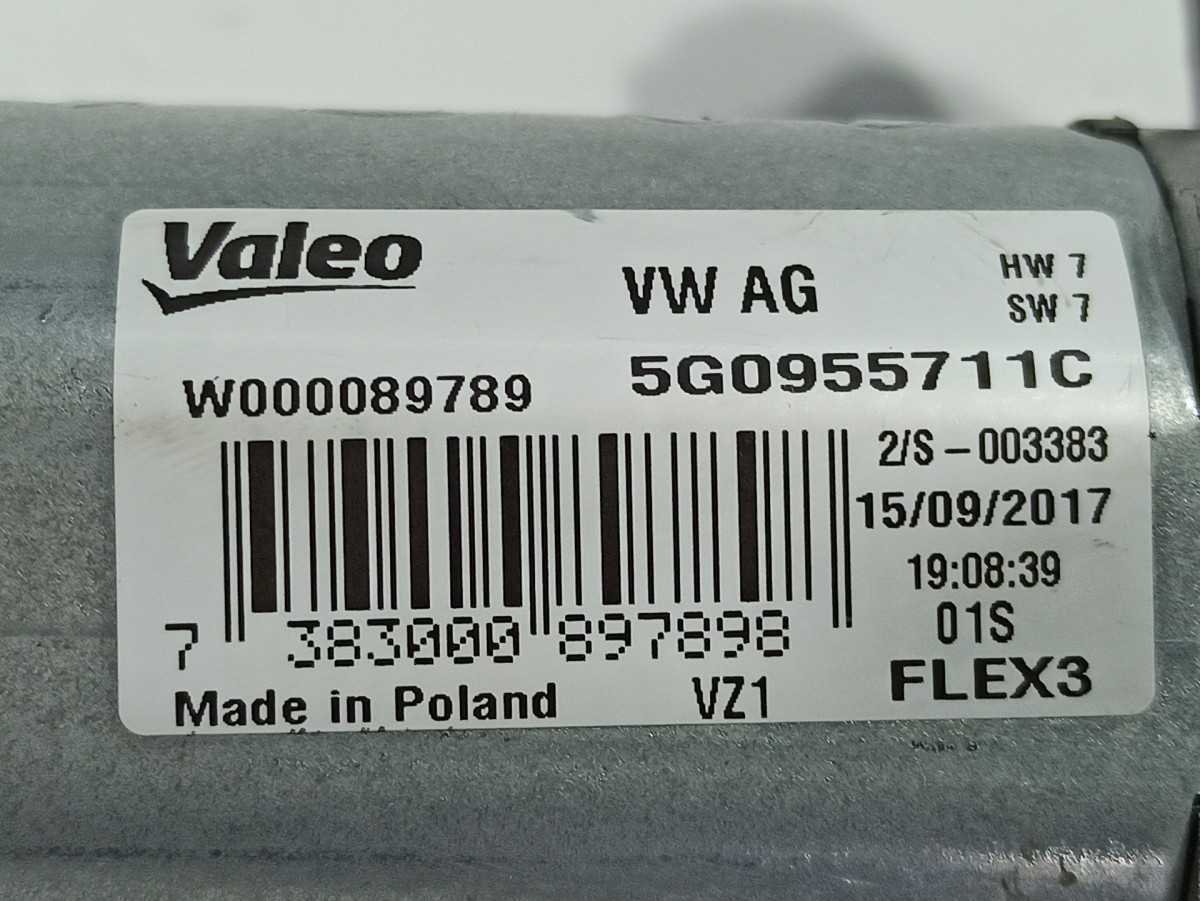 Valeo
VW AG
HW 7
SW 7
W000089789
5G0955711C
2/S – 003383
15/09/2017
19:08:39
01S
7 383000 897898
FLEX3
Made in Poland
VZ1